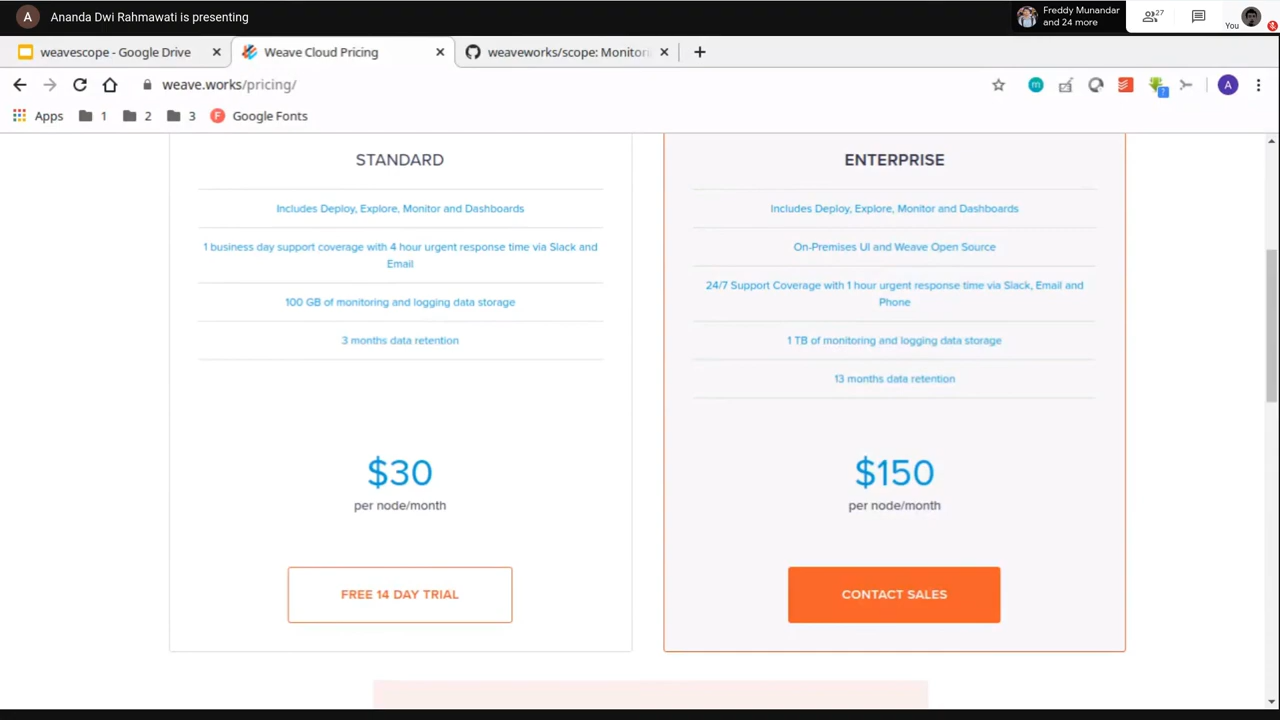 A Ananda Dwi Rahmawati is presenting
Freddy Munandar
and 24 more
27
You
weavescope - Google Drive
Weave Cloud Pricing
weaveworks/scope: Monitor
weave.works/pricing/
A
Apps 1 2 3 Google Fonts
STANDARD
Includes Deploy, Explore, Monitor and Dashboards
1 business day support coverage with 4 hour urgent response time via Slack and
Email
100 GB of monitoring and logging data storage
3 months data retention
$30
per node/month
FREE 14 DAY TRIAL
ENTERPRISE
Includes Deploy, Explore, Monitor and Dashboards
On-Premises UI and Weave Open Source
24/7 Support Coverage with 1 hour urgent response time via Slack, Email and
Phone
1 TB of monitoring and logging data storage
13 months data retention
$150
per node/month
CONTACT SALES